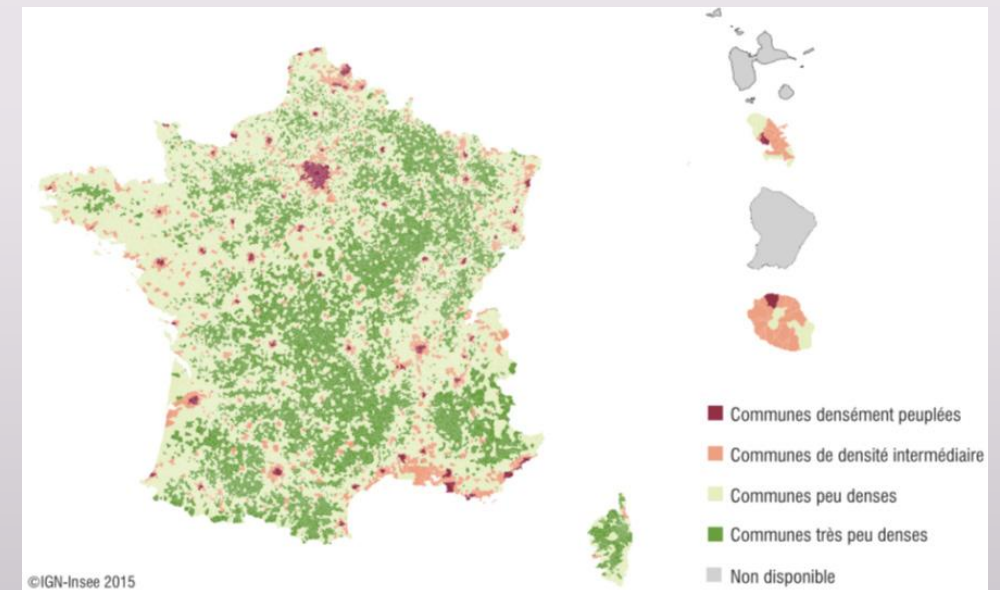 Communes densément peuplées
Communes de densité intermédiaire
Communes peu denses
Communes très peu denses
Non disponible
©IGN-Insee 2015